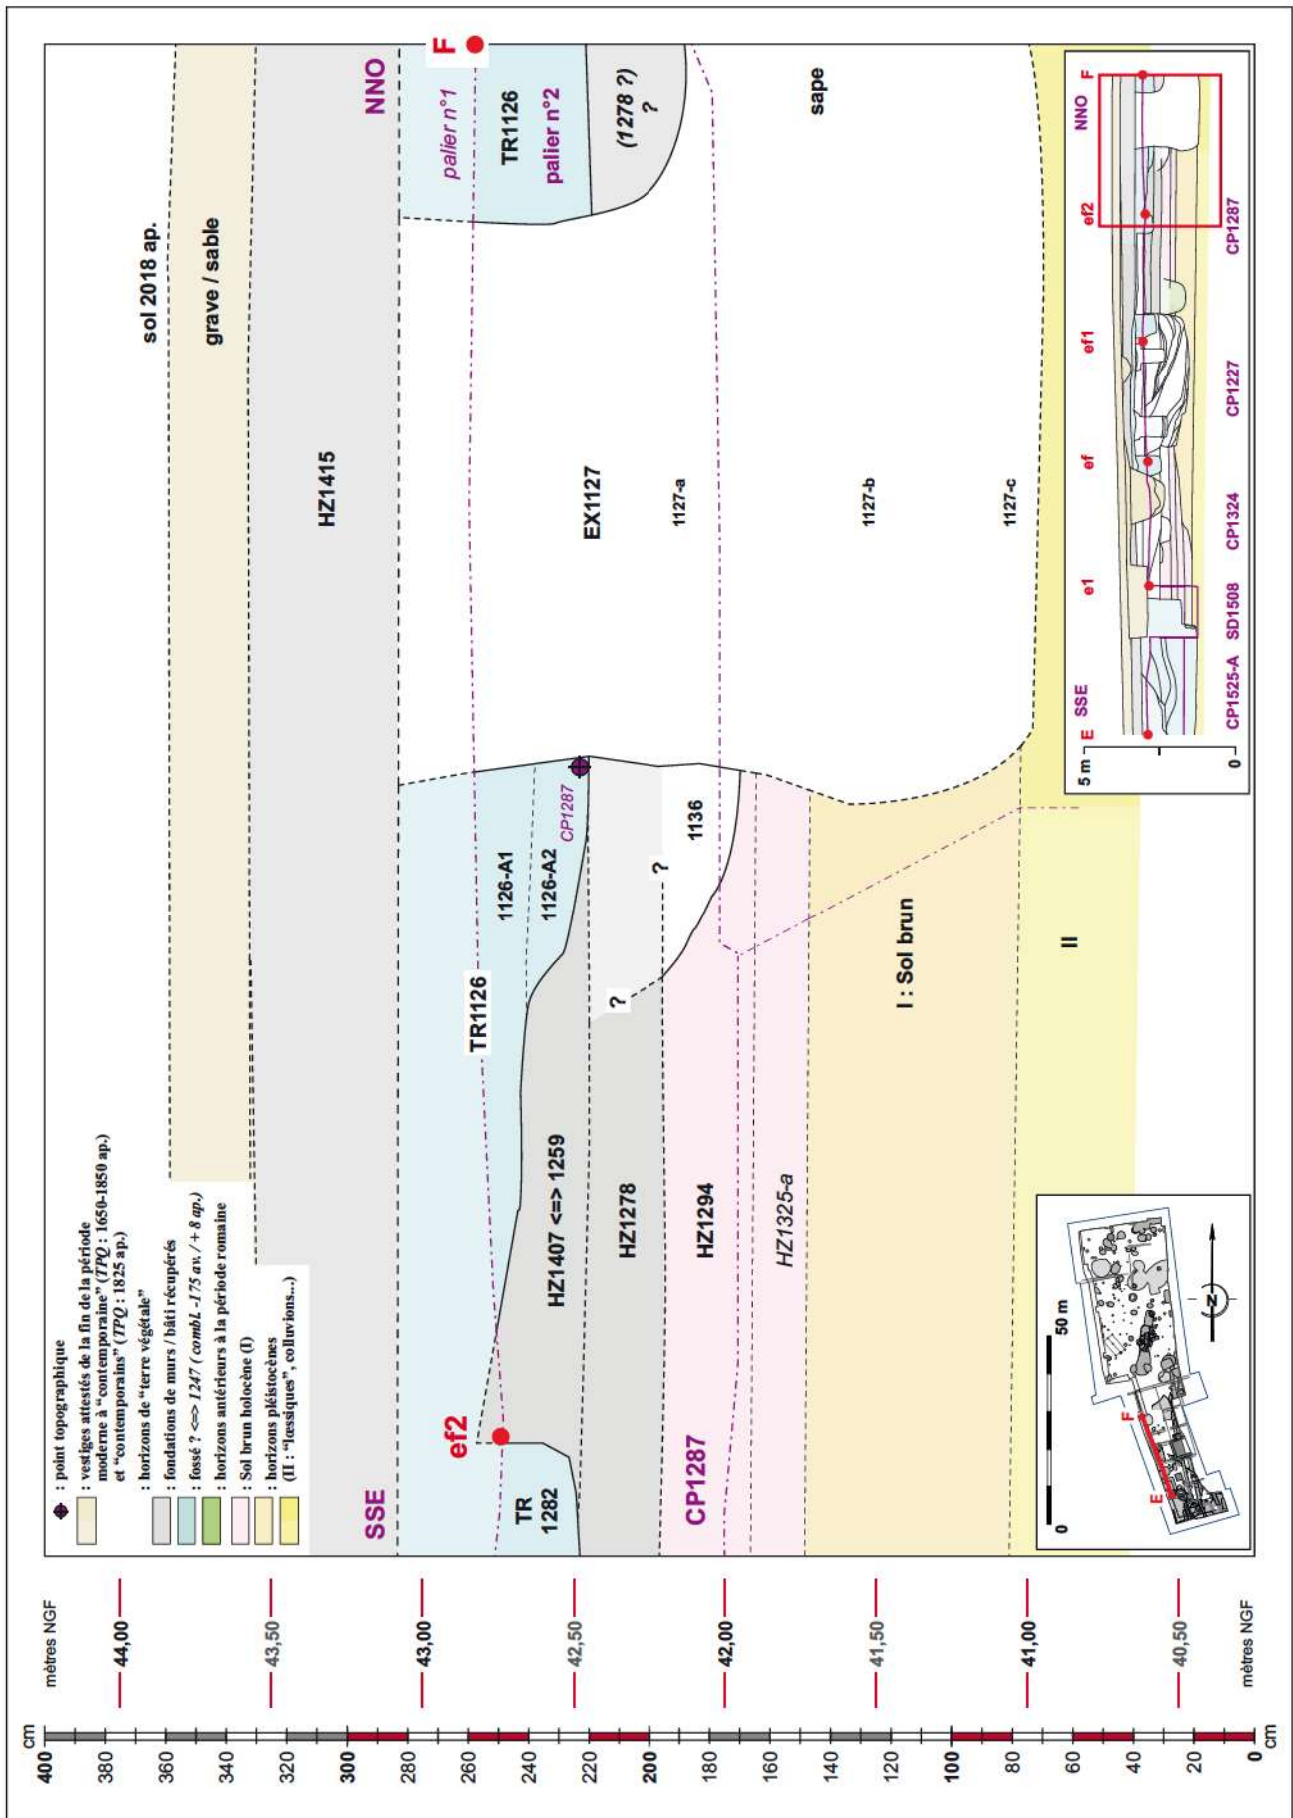 cm
400
380
360
340
320
300
280
260
240
220
200
180
160
140
120
100
80
60
40
20
0
cm
mètres NGF
44,00
43,50
43,00
42,50
42,00
41,50
41,00
40,50
mètres NGF
: point topographique
: vestiges attestés de la fin de la période
moderne à “contemporaine” (TPQ : 1650-1850 ap.)
et “contemporains” (TPQ : 1825 ap.)
: horizons de “terre végétale”
: fondations de murs / bâti récupérés
: fossé ? <=> 1247 ( combl. -175 av. / + 8 ap.)
: horizons antérieurs à la période romaine
: Sol brun holocène (I)
: horizons pléistocènes
(II : “lœssiques”, colluvions...)
sol 2018 ap.
grave / sable
HZ1415
SSE
NNO
F
palier n°1
TR1126
palier n°2
(1278 ?)
?
sape
ef2
TR
1282
TR1126
1126-A1
1126-A2
CP1287
EX1127
1127-a
1127-b
1127-c
HZ1407 <=> 1259
HZ1278
?
?
1136
CP1287
HZ1294
HZ1325-a
I : Sol brun
II
0
50 m
E
F
N
E
SSE
e1
ef
ef1
ef2
NNO
F
5 m
0
CP1525-A
SD1508
CP1324
CP1227
CP1287